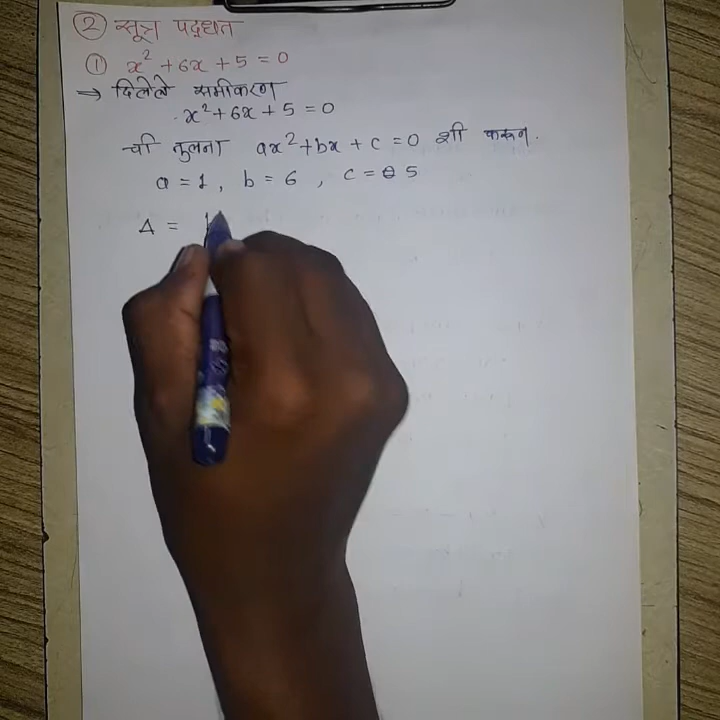 ② सूत्र पद्धत
① x² + 6x + 5 = 0
→ दिलेले समीकरण
x² + 6x + 5 = 0
ची तुलना ax² + bx + c = 0 शी करून.
a = 1, b = 6, c = 5
Δ =